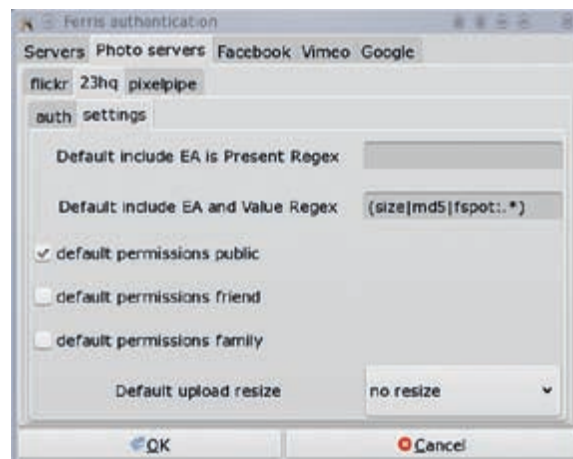 Ferris authentication
Servers Photo servers Facebook Vimeo Google
flickr 23hq pixelpipe
auth settings
Default include EA is Present Regex
Default include EA and Value Regex (size|md5|fspot:.*)
default permissions public
default permissions friend
default permissions family
Default upload resize no resize
OK Cancel